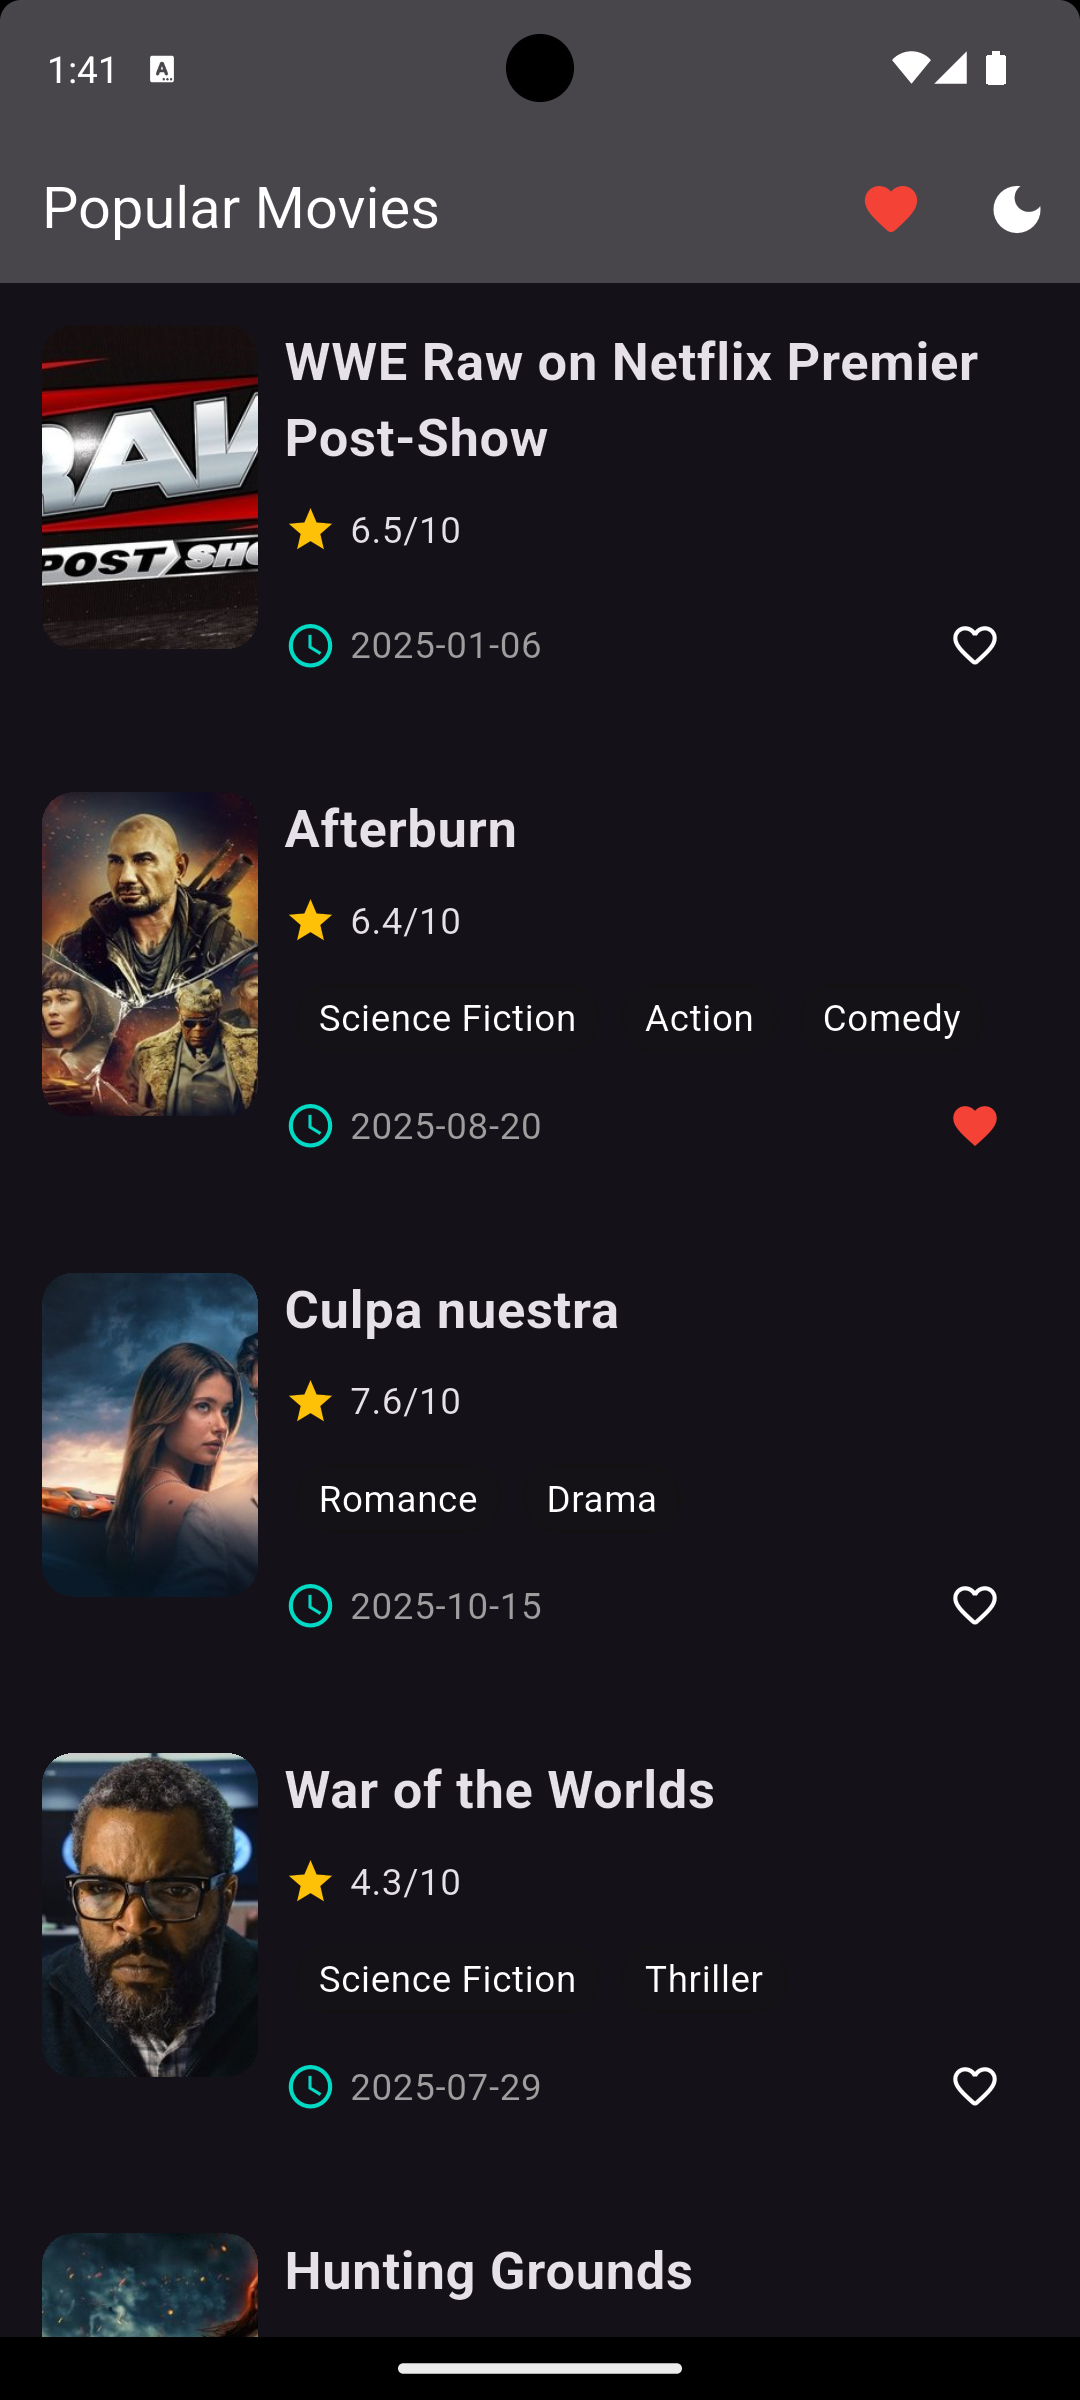 1:41
Popular Movies
RAW
POST SHO
WWE Raw on Netflix Premier
Post-Show
6.5/10
2025-01-06
Afterburn
6.4/10
Science Fiction Action Comedy
2025-08-20
Culpa nuestra
7.6/10
Romance Drama
2025-10-15
War of the Worlds
4.3/10
Science Fiction Thriller
2025-07-29
Hunting Grounds